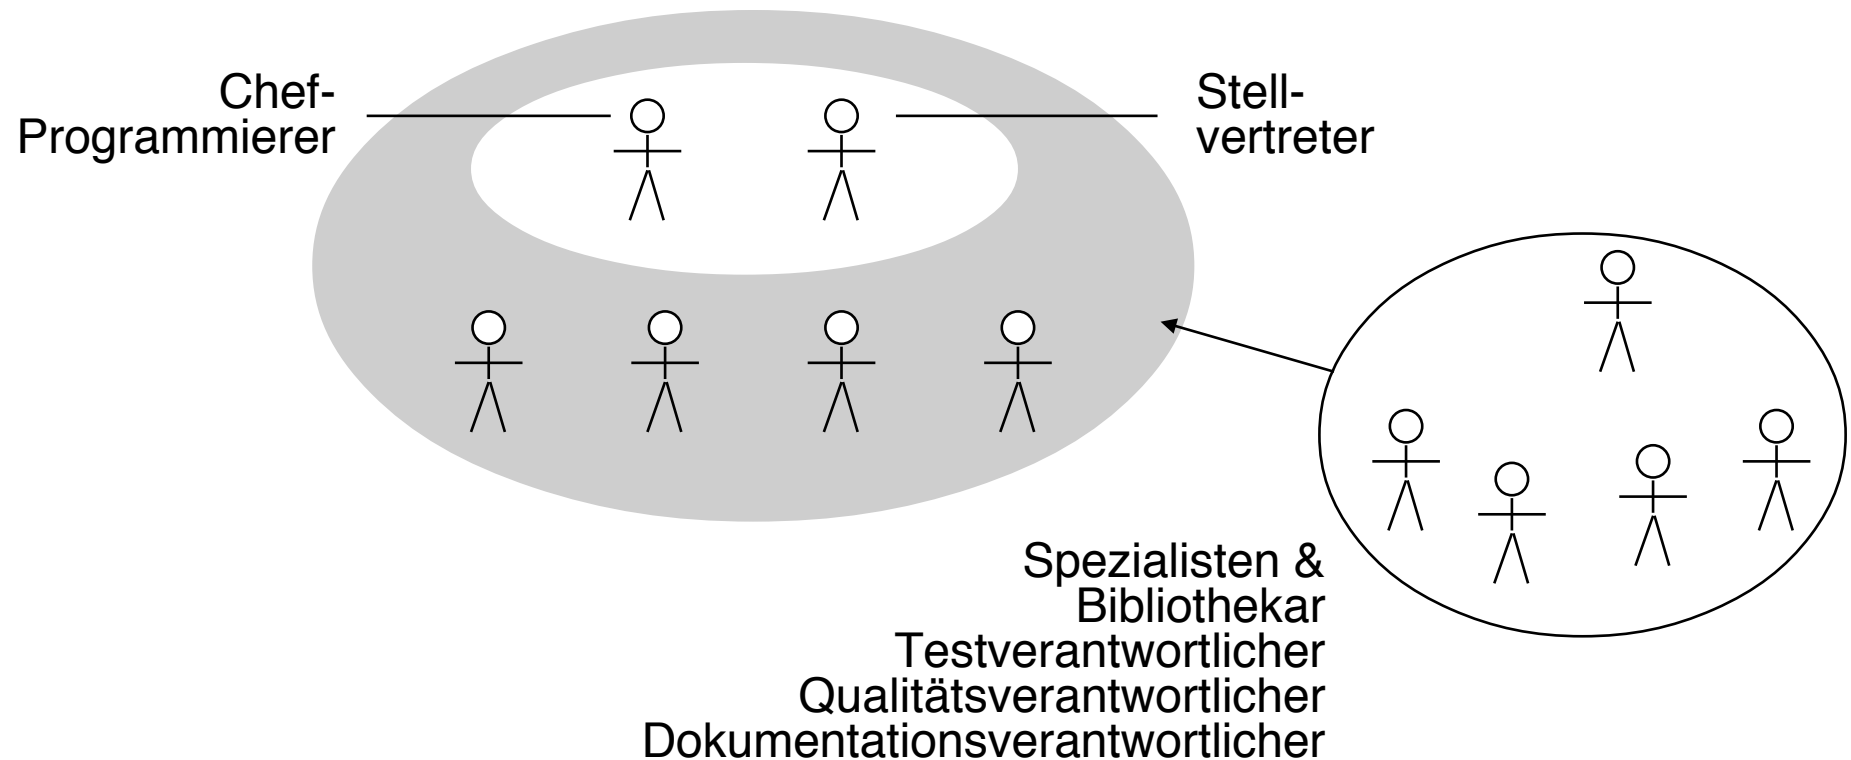 Chef-
Programmierer
Stell-
vertreter
Spezialisten &
Bibliothekar
Testverantwortlicher
Qualitätsverantwortlicher
Dokumentationsverantwortlicher